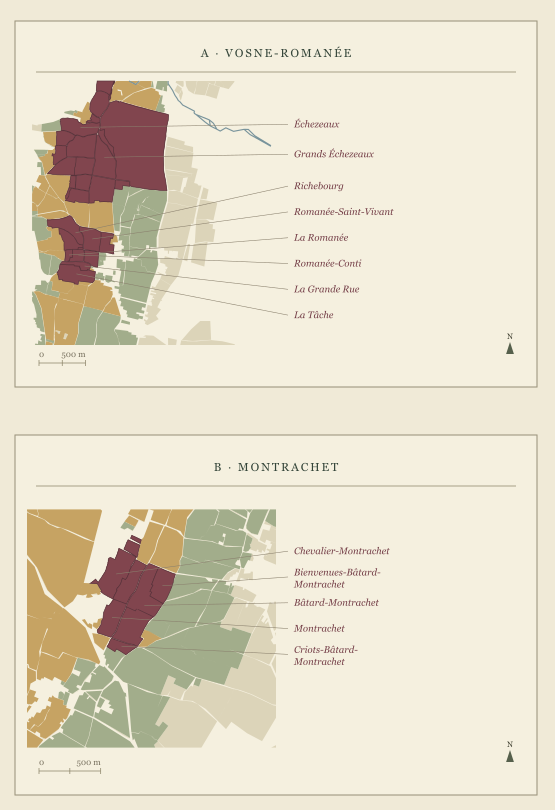 A · VOSNE-ROMANÉE
Échezeaux
Grands Échezeaux
Richebourg
Romanée-Saint-Vivant
La Romanée
Romanée-Conti
La Grande Rue
La Tâche
N
0 500 m
B · MONTRACHET
Chevalier-Montrachet
Bienvenues-Bâtard-
Montrachet
Bâtard-Montrachet
Montrachet
Criots-Bâtard-
Montrachet
N
0 500 m